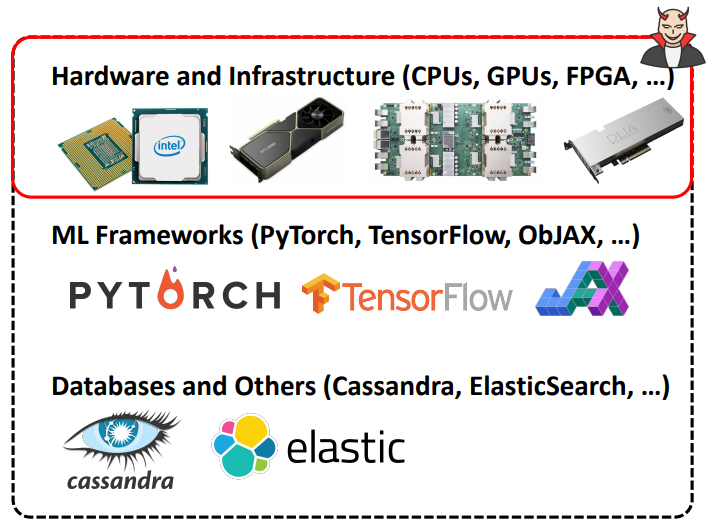 Hardware and Infrastructure (CPUs, GPUs, FPGA, …)
intel
ML Frameworks (PyTorch, TensorFlow, ObJAX, …)
PYTORCH
TensorFlow
JAX
Databases and Others (Cassandra, ElasticSearch, …)
cassandra
elastic